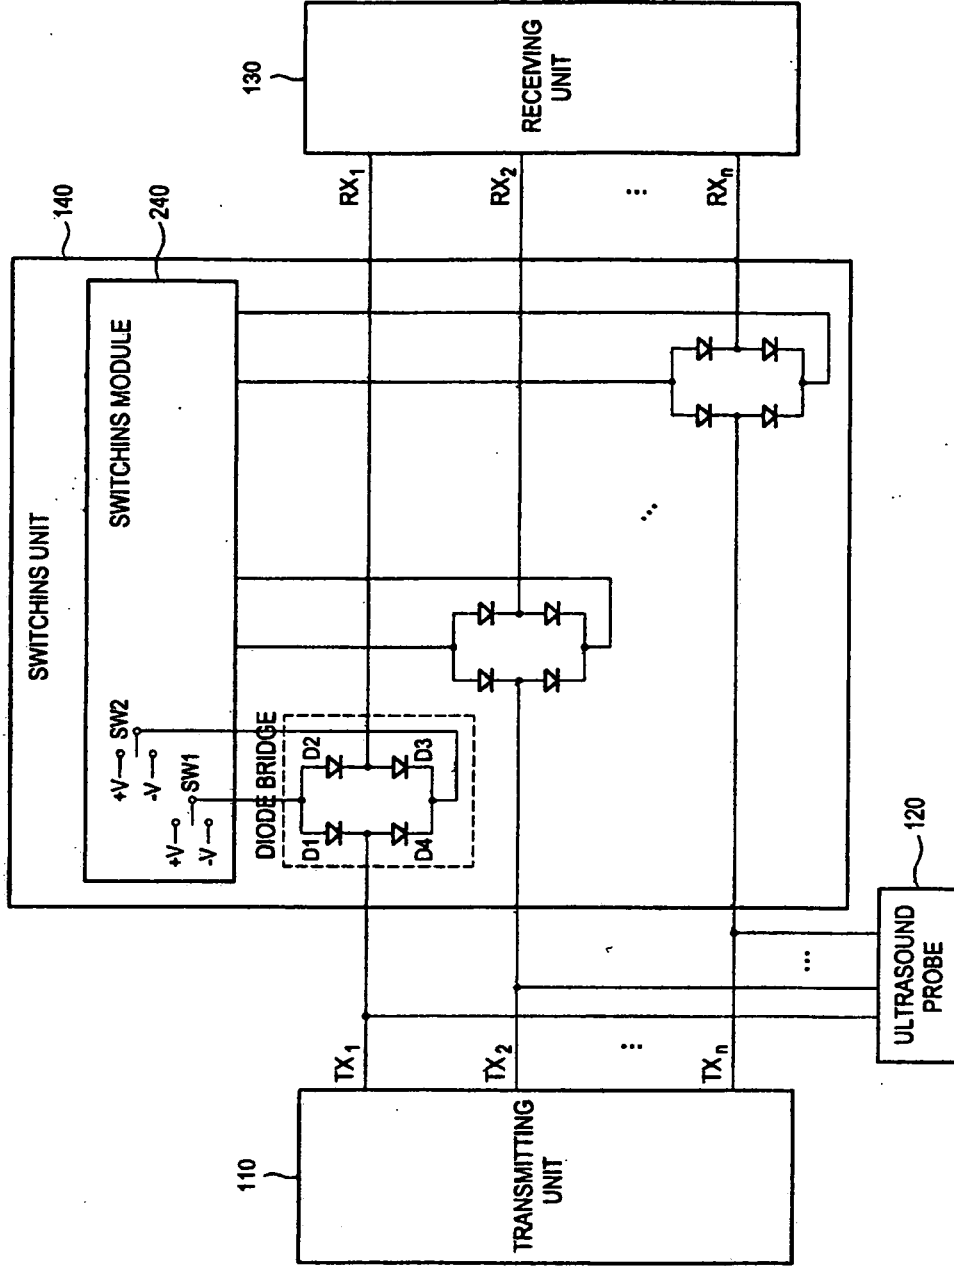 140
SWITCHINS UNIT
240
SWITCHINS MODULE
+V
-V
SW2
+V
-V
SW1
DIODE BRIDGE
D1
D2
D3
D4
110
TRANSMITTING
UNIT
TX1
TX2
...
TXn
130
RECEIVING
UNIT
RX1
RX2
...
RXn
...
...
120
ULTRASOUND
PROBE